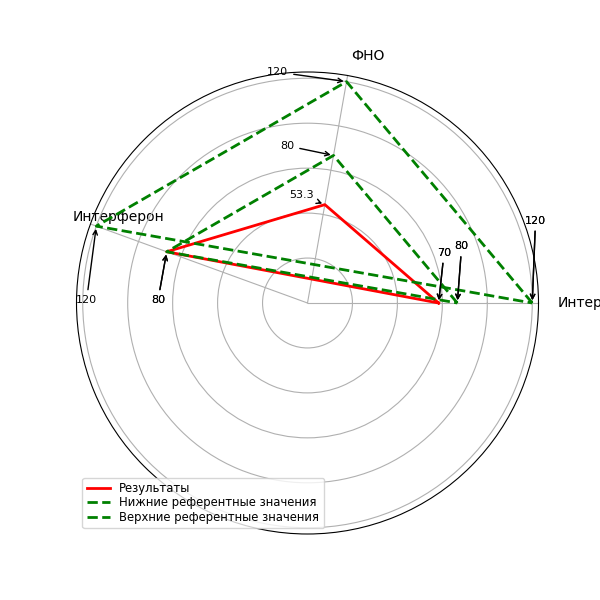 ФНО
120
80
53.3
Интерферон
120
80
70
80
120
Интер
Результаты
Нижние референтные значения
Верхние референтные значения